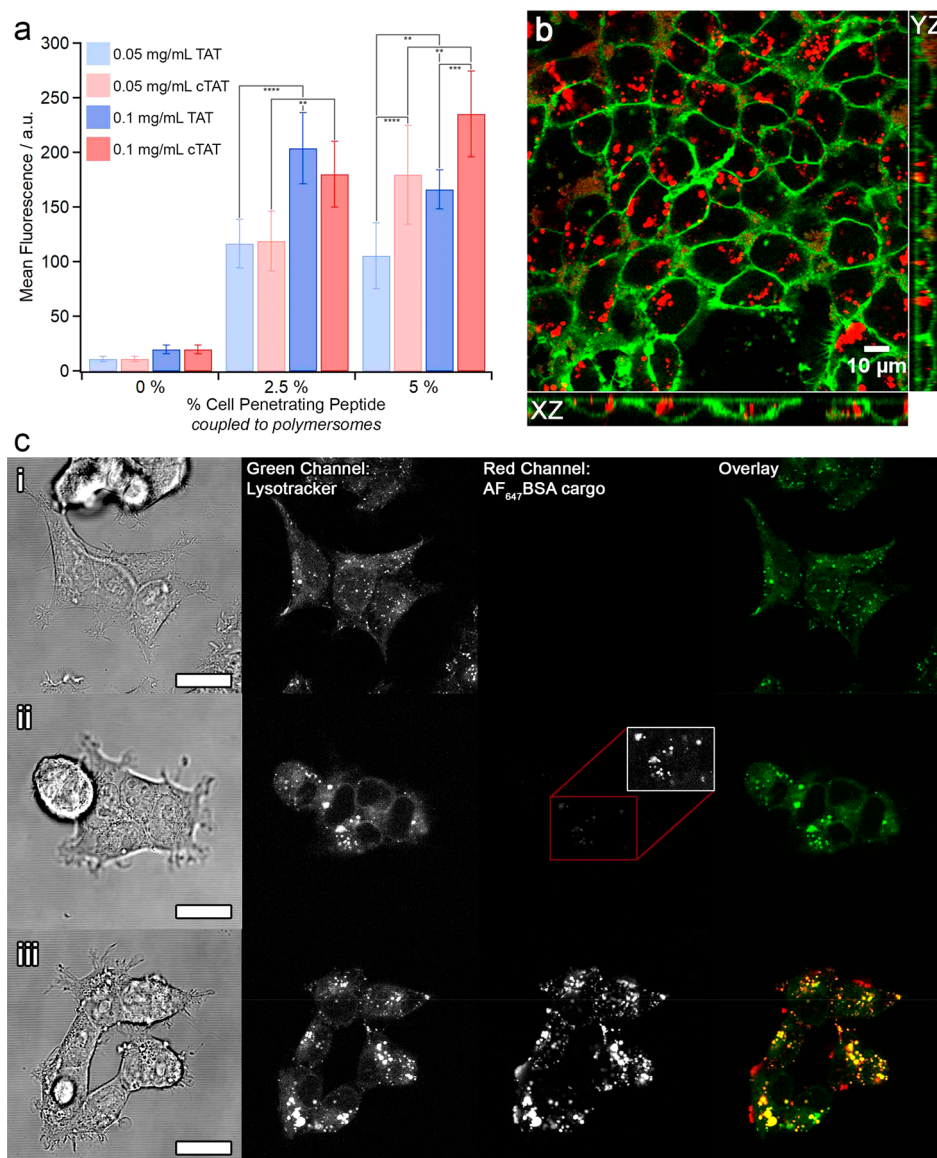 a
300
250
200
150
100
50
0
Mean Fluorescence / a.u.
0.05 mg/mL TAT
0.05 mg/mL cTAT
0.1 mg/mL TAT
0.1 mg/mL cTAT
****
**
**
**
***
****
0 %
2.5 %
5 %
% Cell Penetrating Peptide
coupled to polymersomes
b
YZ
10 µm
XZ
c
i
Green Channel:
Lysotracker
Red Channel:
AF₆₄₇BSA cargo
Overlay
ii
iii